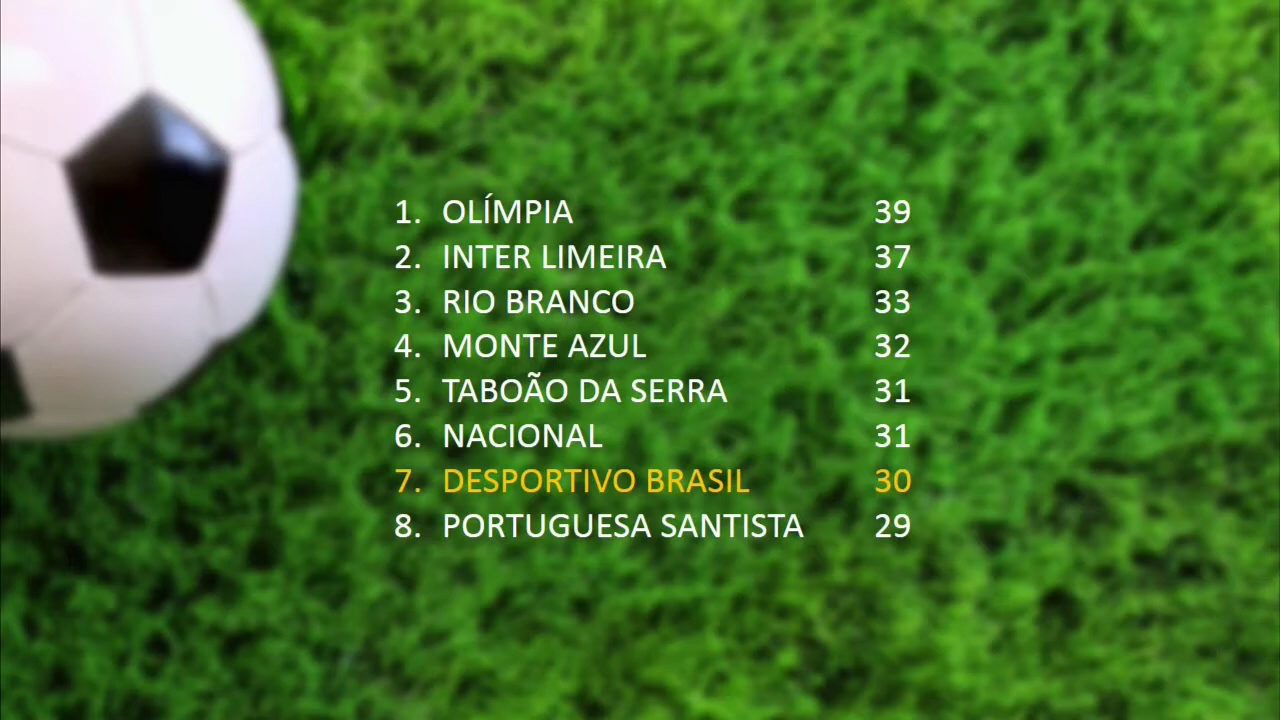 1. OLÍMPIA 39
2. INTER LIMEIRA 37
3. RIO BRANCO 33
4. MONTE AZUL 32
5. TABOÃO DA SERRA 31
6. NACIONAL 31
7. DESPORTIVO BRASIL 30
8. PORTUGUESA SANTISTA 29